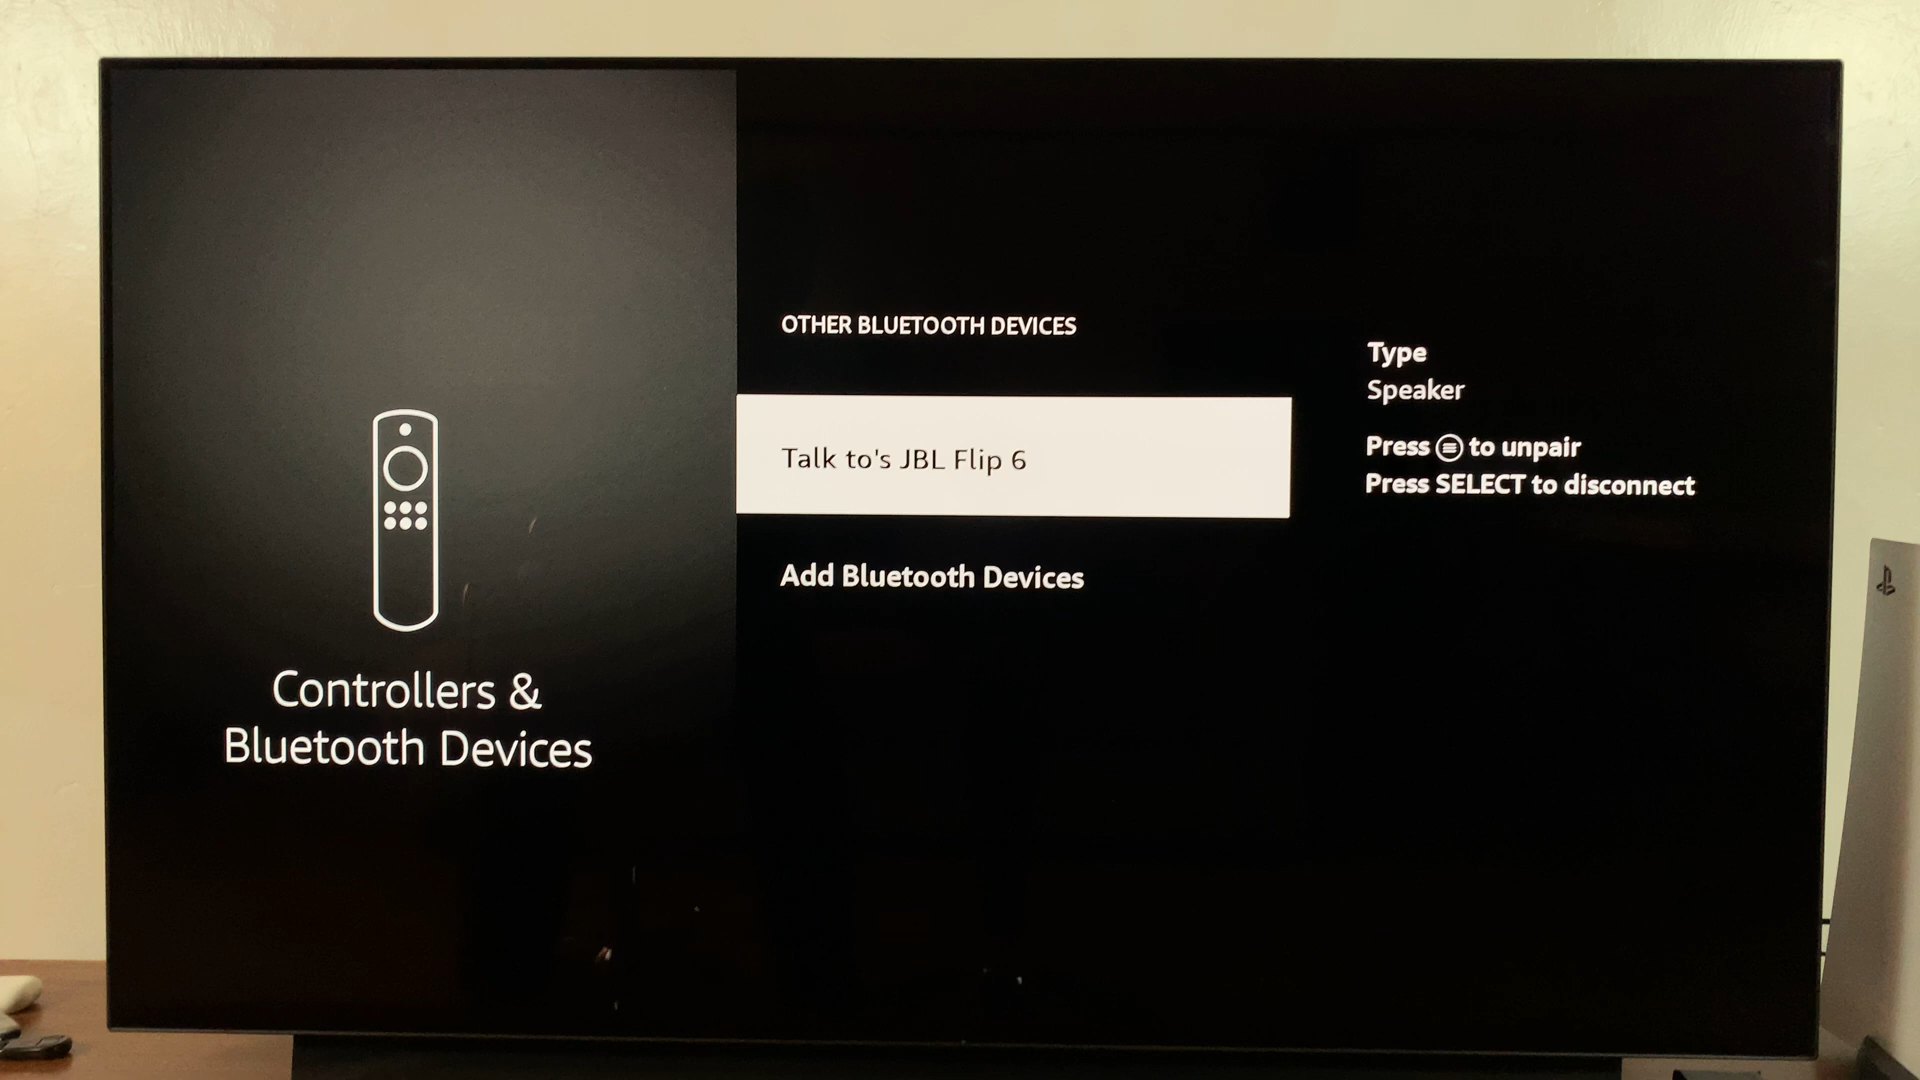 OTHER BLUETOOTH DEVICES
Talk to's JBL Flip 6
Add Bluetooth Devices
Type
Speaker
Press to unpair
Press SELECT to disconnect
Controllers &
Bluetooth Devices